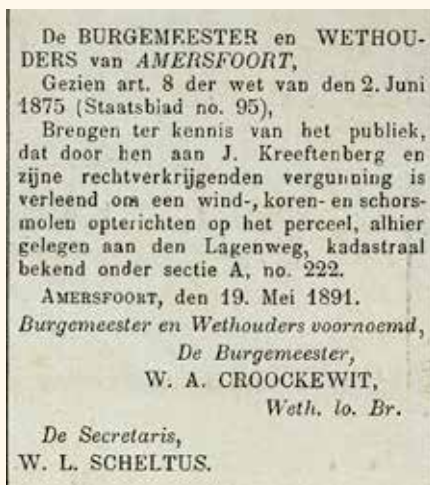 De BURGEMEESTER en WETHOU-
DERS van AMERSFOORT,
Gezien art. 8 der wet van den 2. Juni
1875 (Staatsblad no. 95),
Brengen ter kennis van het publiek,
dat door hen aan J. Kreeftenberg en
zijne rechtverkrijgenden vergunning is
verleend om een wind-, koren- en schors-
molen opterichten op het perceel, alhier
gelegen aan den Lagenweg, kadastraal
bekend onder sectie A, no. 222.
AMERSFOORT, den 19. Mei 1891.
Burgemeester en Wethouders voornoemd,
De Burgemeester,
W. A. CROOCKEWIT,
Weth. lo. Br.
De Secretaris,
W. L. SCHELTUS.